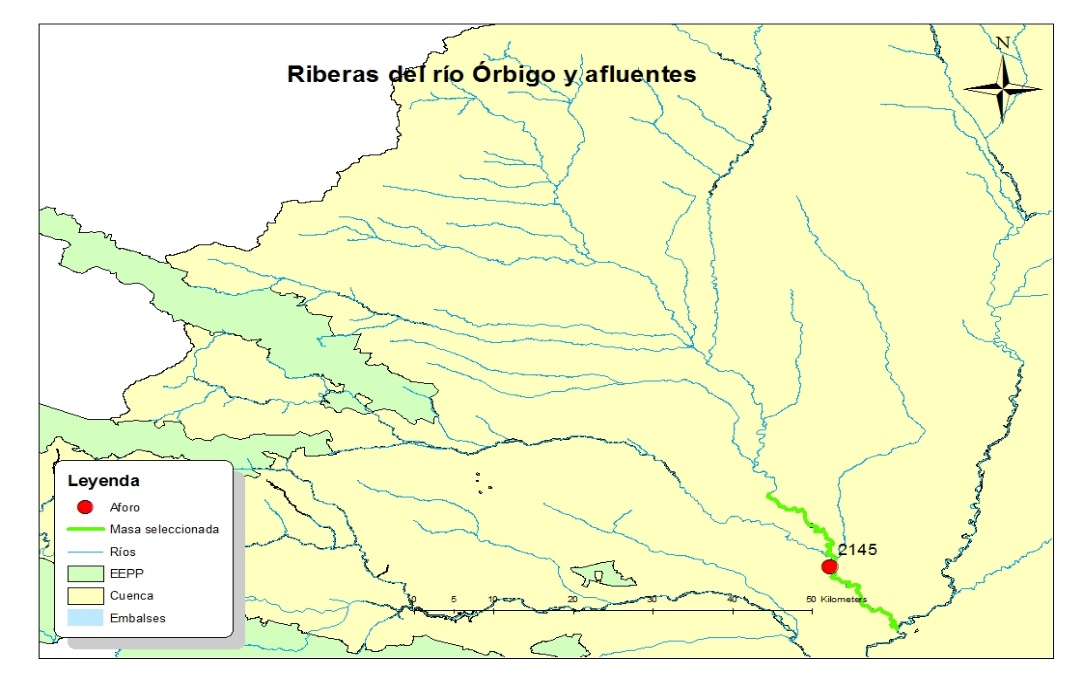 Riberas del río Órbigo y afluentes
N
2145
Leyenda
Aforo
Masa seleccionada
Ríos
EEPP
Cuenca
Embalses
0 5 10 20 30 40 50 Kilometers